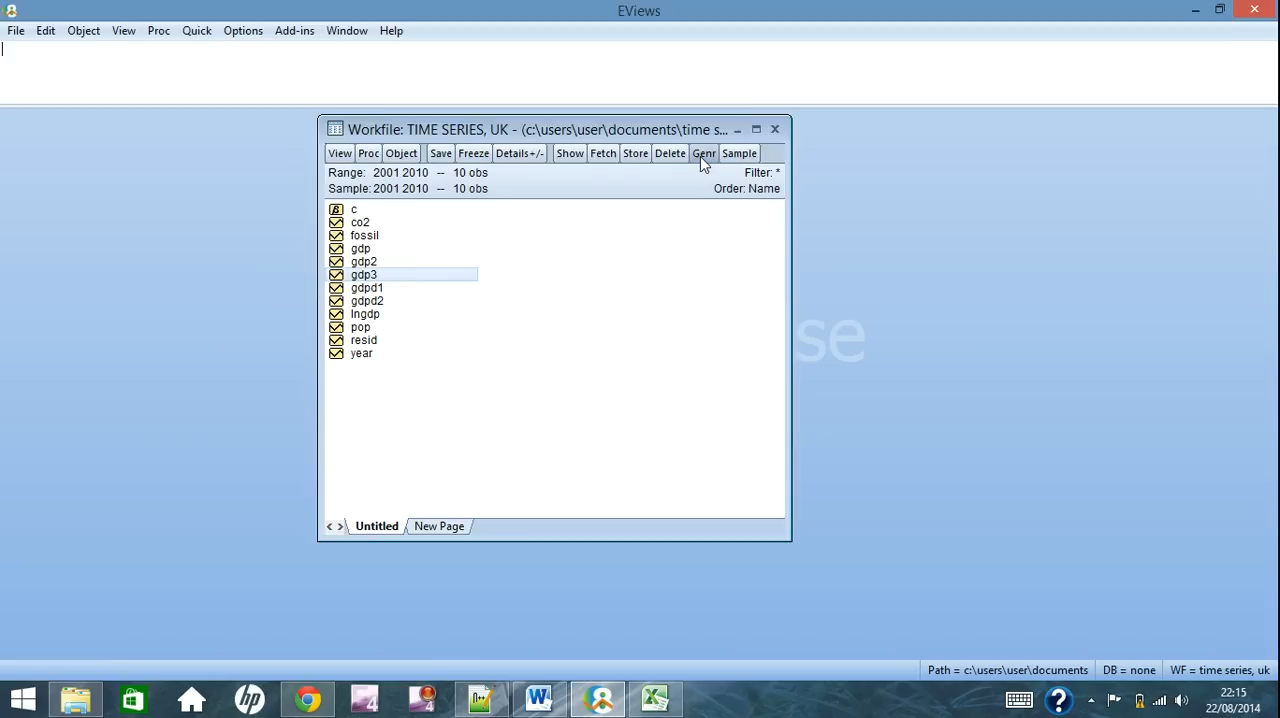 EViews
File Edit Object View Proc Quick Options Add-ins Window Help
Workfile: TIME SERIES, UK - (c:\users\user\documents\time s...
View Proc Object Save Freeze Details+/- Show Fetch Store Delete Genr Sample
Range: 2001 2010 -- 10 obs Filter: *
Sample: 2001 2010 -- 10 obs Order: Name
c
co2
fossil
gdp
gdp2
gdp3
gdpd1
gdpd2
lngdp
pop
resid
year
se
Untitled New Page
Path = c:\users\user\documents DB = none WF = time series, uk
22:15
22/08/2014